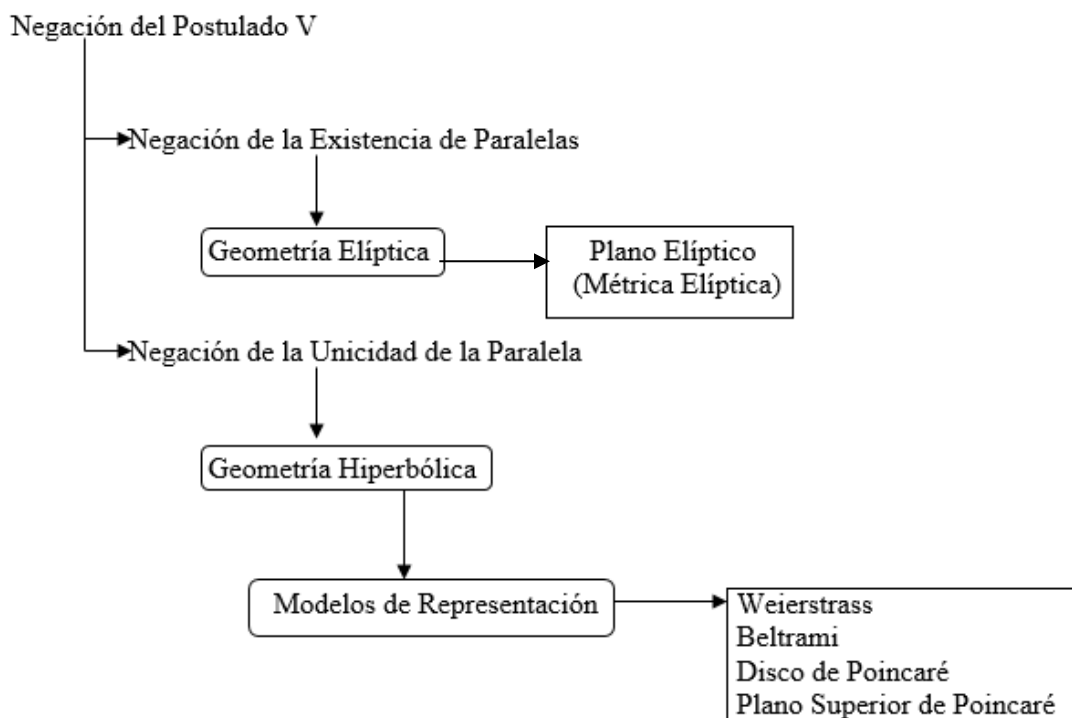 Negación del Postulado V
Negación de la Existencia de Paralelas
Geometría Elíptica
Plano Elíptico
(Métrica Elíptica)
Negación de la Unicidad de la Paralela
Geometría Hiperbólica
Modelos de Representación
Weierstrass
Beltrami
Disco de Poincaré
Plano Superior de Poincaré